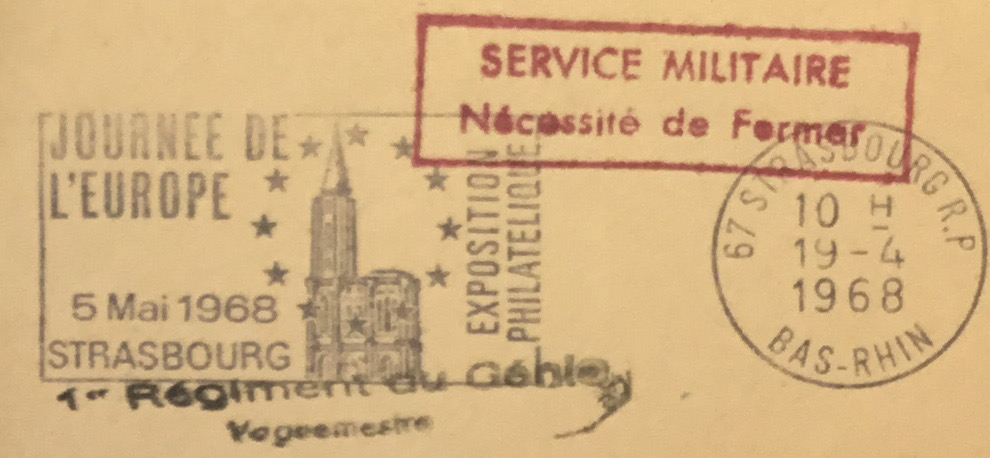 SERVICE MILITAIRE
Nécessité de Fermer
JOURNEE DE
L'EUROPE
5 Mai 1968
STRASBOURG
EXPOSITION
PHILATELIQUE
67 STRASBOURG R.P
10 H
19-4
1968
BAS-RHIN
1er Régiment du Génie
Vaguemestre